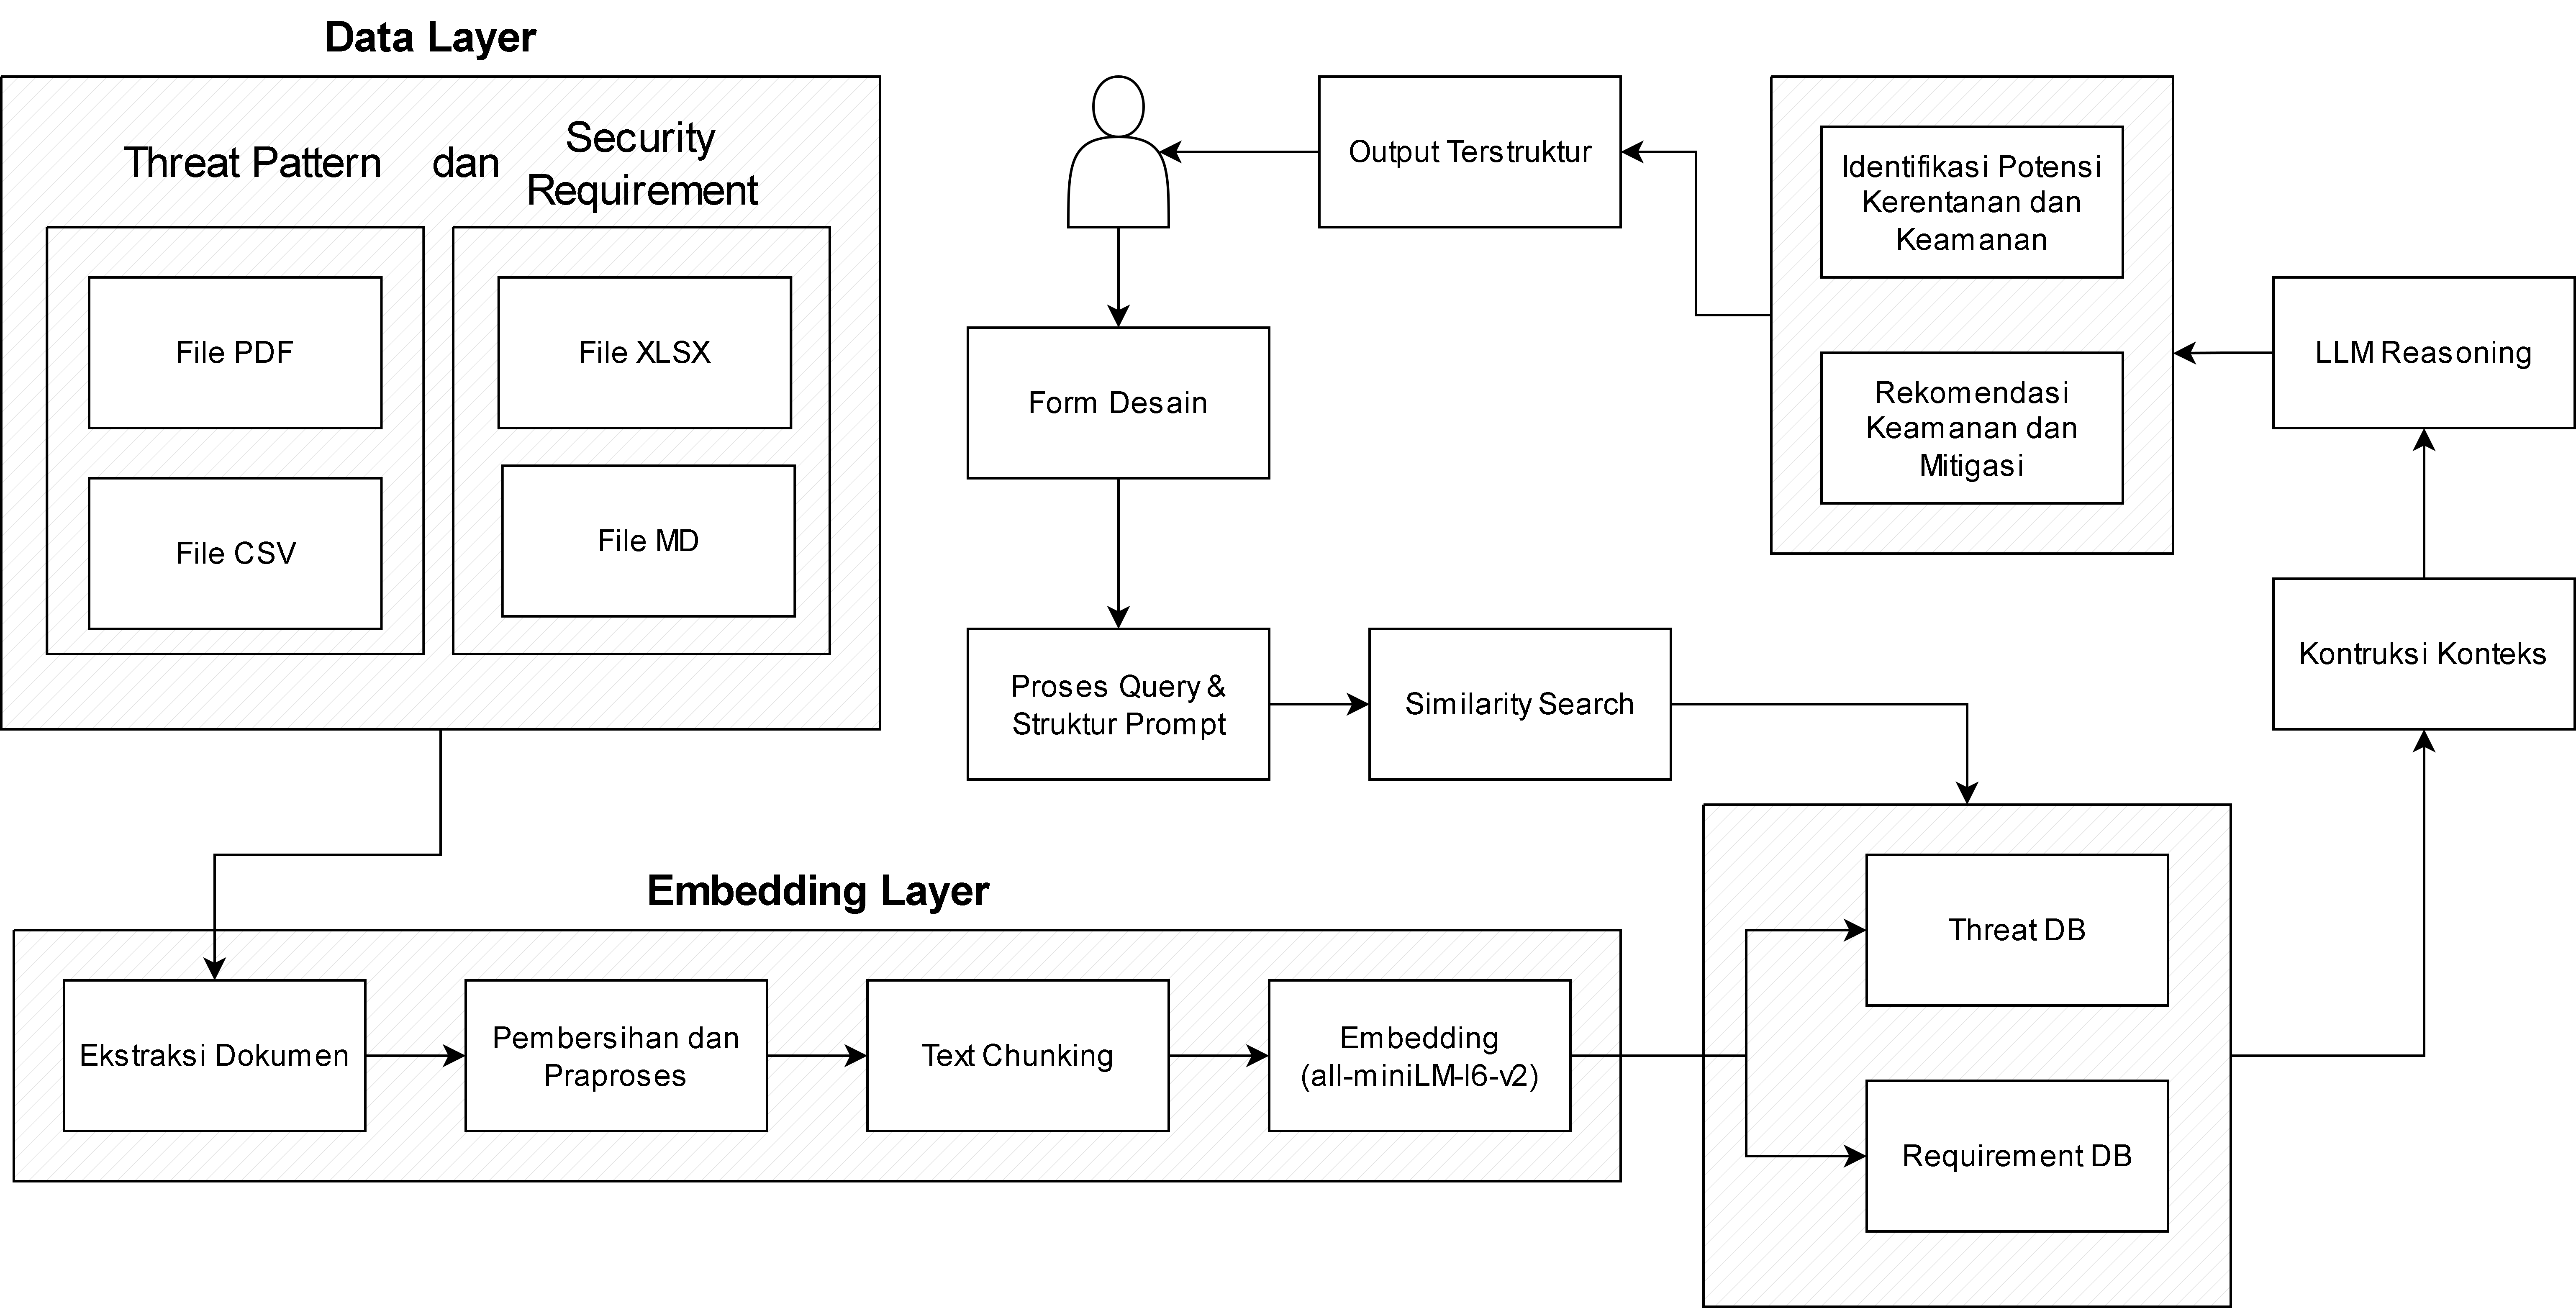 Data Layer
Threat Pattern
dan
Security
Requirement
File PDF
File XLSX
File CSV
File MD
Output Terstruktur
Identifikasi Potensi
Kerentanan dan
Keamanan
Rekomendasi
Keamanan dan
Mitigasi
LLM Reasoning
Form Desain
Kontruksi Konteks
Proses Query &
Struktur Prompt
Similarity Search
Embedding Layer
Ekstraksi Dokumen
Pembersihan dan
Praproses
Text Chunking
Embedding
(all-miniLM-l6-v2)
Threat DB
Requirement DB